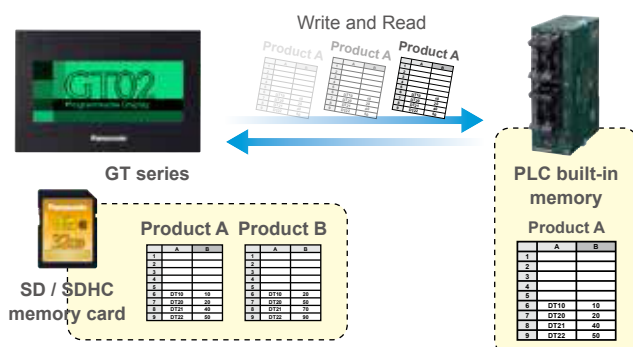 Write and Read
Product A
Product A
Product A
GT02
Programmable Display
Panasonic
GT series
PLC built-in
memory
Product A
A B
1
2
3
4
5
6 DT10 10
7 DT20 20
8 DT21 40
9 DT22 50
Panasonic
32GB
SD / SDHC
memory card
Product A Product B
A B
1
2
3
4
5
6 DT10 10
7 DT20 20
8 DT21 40
9 DT22 50
A B
1
2
3
4
5
6 DT10 20
7 DT20 50
8 DT21 70
9 DT22 90